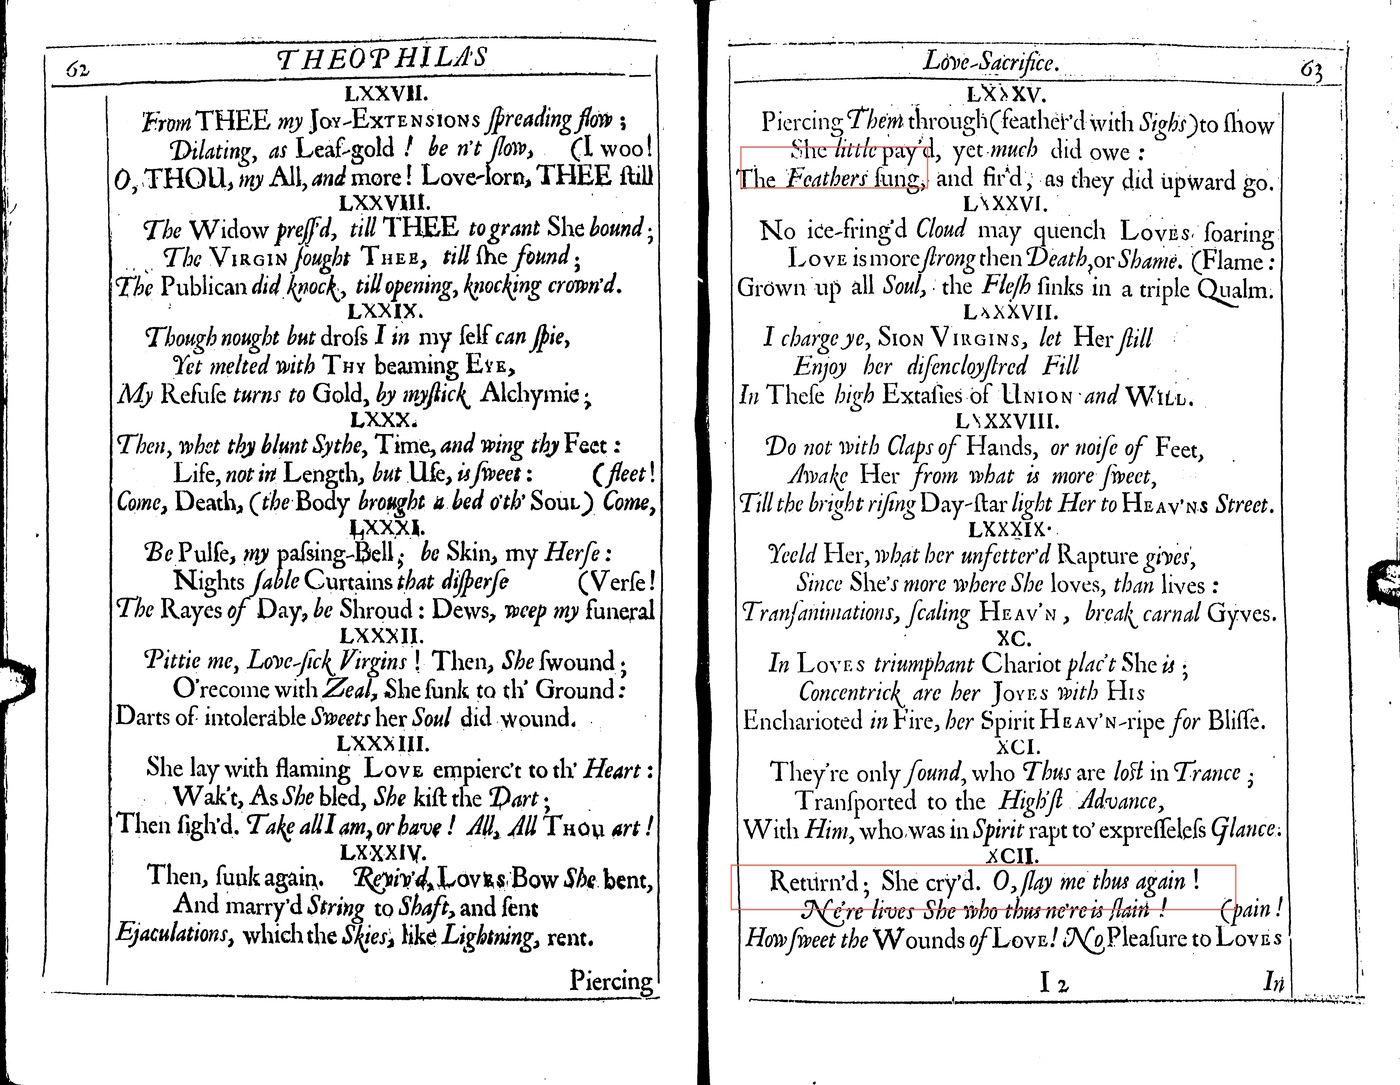 62 THEOPHILA'S
LXXVII.
From THEE my Joy-Extensions ſpreading flow ;
Dilating, as Leaf-gold ! be n't ſlow, (I woo!
O, THOU, my All, and more! Love-lorn, THEE ſtill
LXXVIII.
The Widow preſſ'd, till THEE to grant She bound ;
The Virgin ſought Thee, till ſhe found ;
The Publican did knock, till opening, knocking crown'd.
LXXIX.
Though nought but droſs I in my ſelf can ſpie,
Yet melted with Thy beaming Eye,
My Refuſe turns to Gold, by myſtick Alchymie ;
LXXX.
Then, whet thy blunt Sythe, Time, and wing thy Feet :
Life, not in Length, but Uſe, is ſweet : (fleet!
Come, Death, (the Body brought a bed o'th' Soul) Come,
LXXXI.
Be Pulſe, my paſsing-Bell ; be Skin, my Herſe :
Nights ſable Curtains that diſperſe (Verſe!
The Rayes of Day, be Shroud : Dews, weep my funeral
LXXXII.
Pittie me, Love-ſick Virgins ! Then, She ſwound ;
O'recome with Zeal, She ſunk to th' Ground :
Darts of intolerable Sweets her Soul did wound.
LXXXIII.
She lay with flaming Love empierc't to th' Heart :
Wak't, As She bled, She kiſt the Dart ;
Then ſigh'd. Take all I am, or have ! All, All Thou art !
LXXXIV.
Then, ſunk again. Reviv'd, Loves Bow She bent,
And marry'd String to Shaft, and ſent
Ejaculations, which the Skies, like Lightning, rent.
Piercing
Love-Sacrifice. 63
LXXXV.
Piercing Them through (feather'd with Sighs) to ſhow
She little pay'd, yet much did owe :
The Feathers ſung, and fir'd, as they did upward go.
LXXXVI.
No ice-fring'd Cloud may quench Loves ſoaring
Love is more ſtrong then Death, or Shame. (Flame :
Grown up all Soul, the Fleſh ſinks in a triple Qualm.
LXXXVII.
I charge ye, Sion Virgins, let Her ſtill
Enjoy her diſencloyſtred Fill
In Theſe high Extaſies of Union and Will.
LXXXVIII.
Do not with Claps of Hands, or noiſe of Feet,
Awake Her from what is more ſweet,
Till the bright riſing Day-ſtar light Her to Heav'ns Street.
LXXXIX.
Yeeld Her, what her unfetter'd Rapture gives,
Since She's more where She loves, than lives :
Tranſanimations, ſcaling Heav'n, break carnal Gyves.
XC.
In Loves triumphant Chariot plac't She is ;
Concentrick are her Joyes with His
Encharioted in Fire, her Spirit Heav'n-ripe for Bliſſe.
XCI.
They're only found, who Thus are loſt in Trance ;
Tranſported to the High'ſt Advance,
With Him, who was in Spirit rapt to' expreſſeleſs Glance.
XCII.
Return'd ; She cry'd. O, ſlay me thus again !
Ne're lives She who thus ne're is ſlain ! (pain !
How ſweet the Wounds of Love! No Pleaſure to Loves
I 2 In